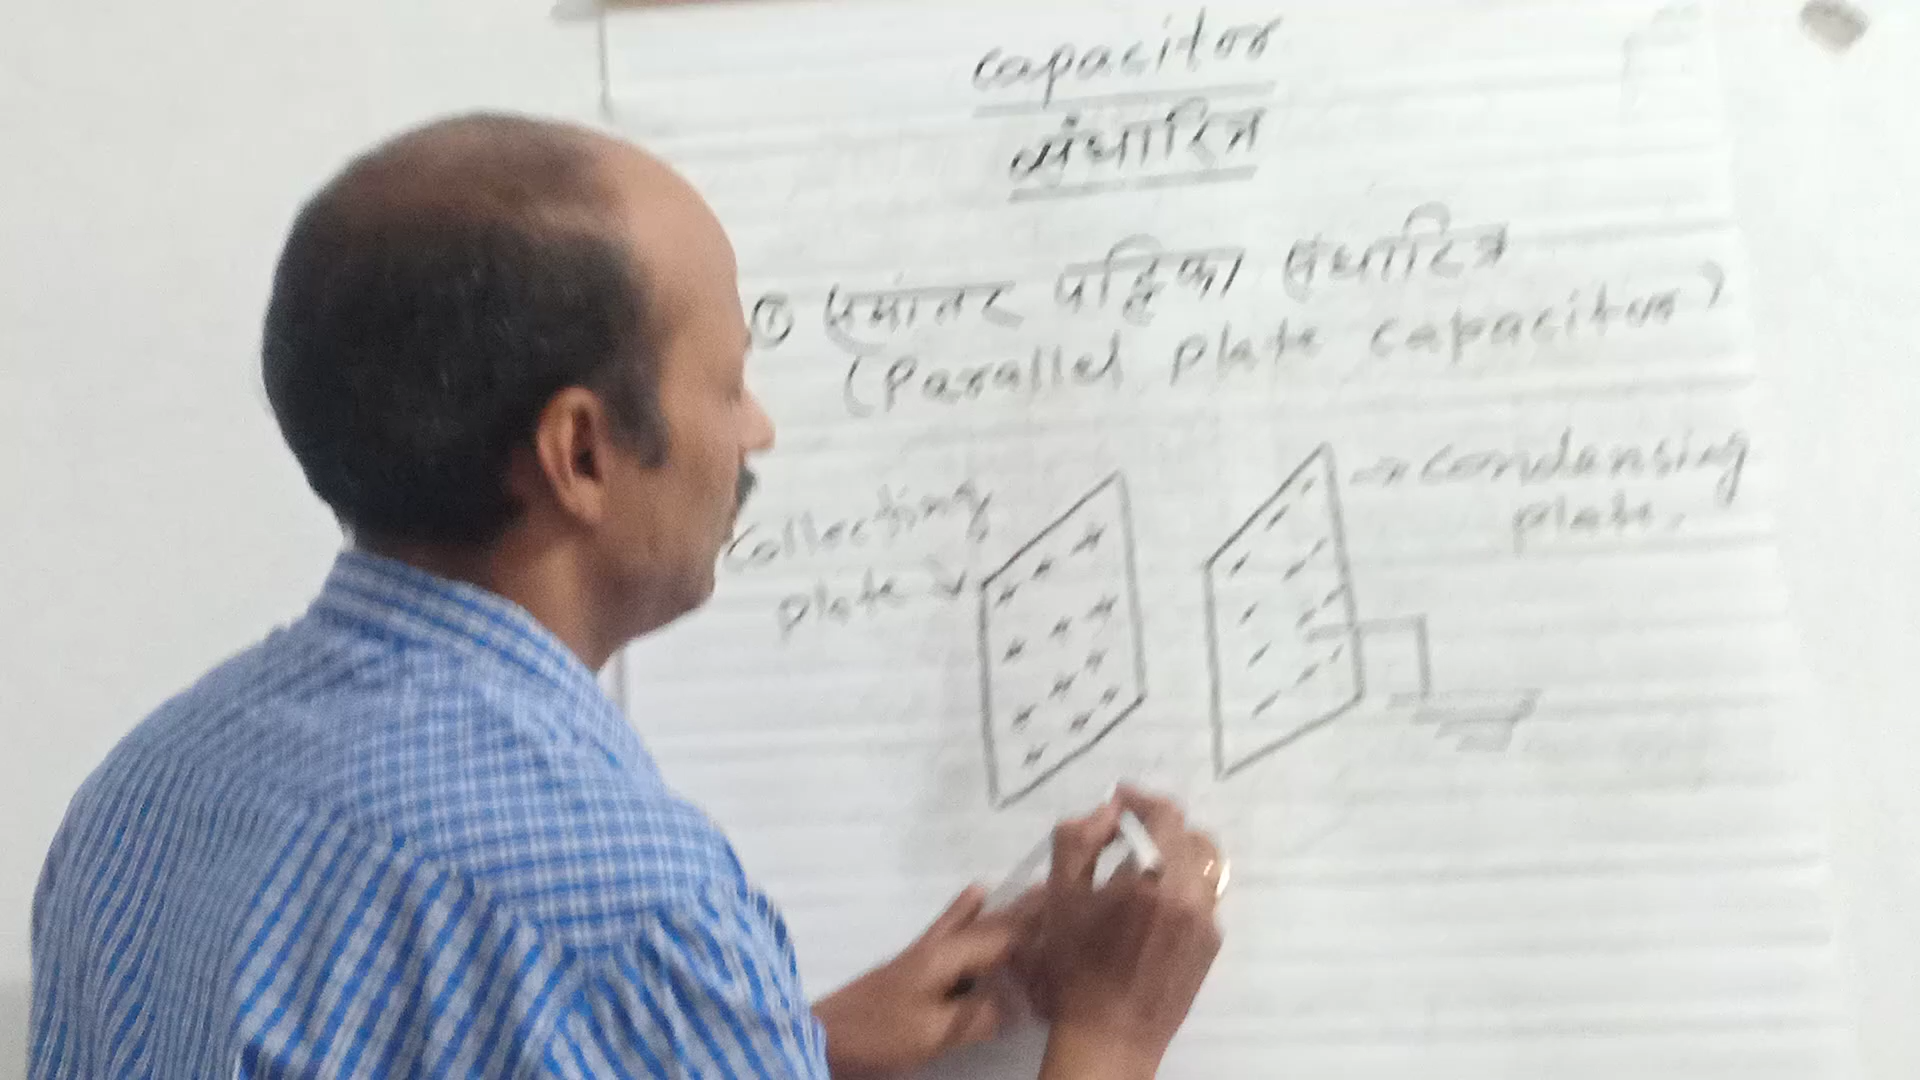 Capacitor
संधारित्र
① समांतर पट्टिका संधारित्र
(Parallel plate capacitor)
Collecting
plate
Condensing
plate.